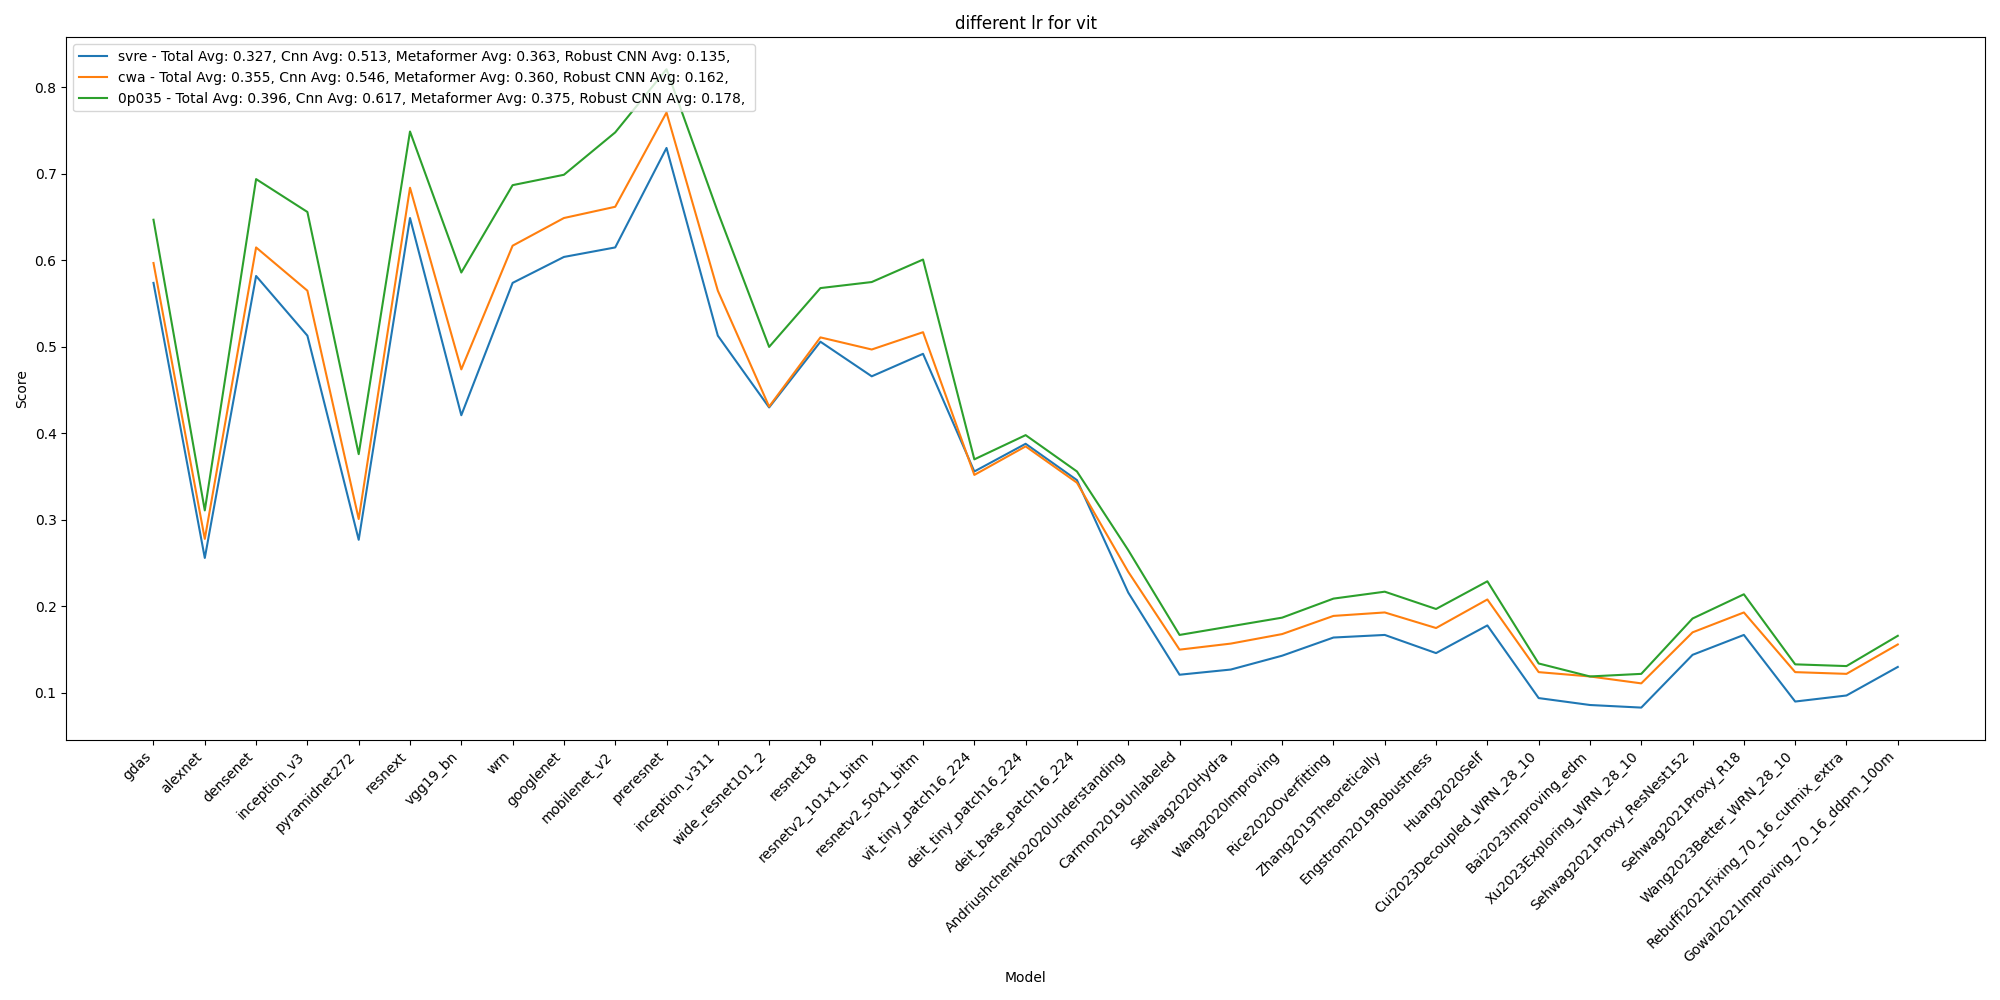 different lr for vit
svre - Total Avg: 0.327, Cnn Avg: 0.513, Metaformer Avg: 0.363, Robust CNN Avg: 0.135,
cwa - Total Avg: 0.355, Cnn Avg: 0.546, Metaformer Avg: 0.360, Robust CNN Avg: 0.162,
0p035 - Total Avg: 0.396, Cnn Avg: 0.617, Metaformer Avg: 0.375, Robust CNN Avg: 0.178,
0.8
0.7
0.6
0.5
0.4
0.3
0.2
0.1
Score
gdas
alexnet
densenet
inception_v3
pyramidnet272
resnext
vgg19_bn
wrn
googlenet
mobilenet_v2
preresnet
inception_v311
wide_resnet101_2
resnet18
resnetv2_101x1_bitm
resnetv2_50x1_bitm
vit_tiny_patch16_224
deit_tiny_patch16_224
deit_base_patch16_224
Andriushchenko2020Understanding
Carmon2019Unlabeled
Sehwag2020Hydra
Wang2020Improving
Rice2020Overfitting
Zhang2019Theoretically
Engstrom2019Robustness
Huang2020Self
Cui2023Decoupled_WRN_28_10
Bai2023Improving_edm
Xu2023Exploring_WRN_28_10
Sehwag2021Proxy_ResNest152
Sehwag2021Proxy_R18
Wang2023Better_WRN_28_10
Rebuffi2021Fixing_70_16_cutmix_extra
Gowal2021Improving_70_16_ddpm_100m
Model